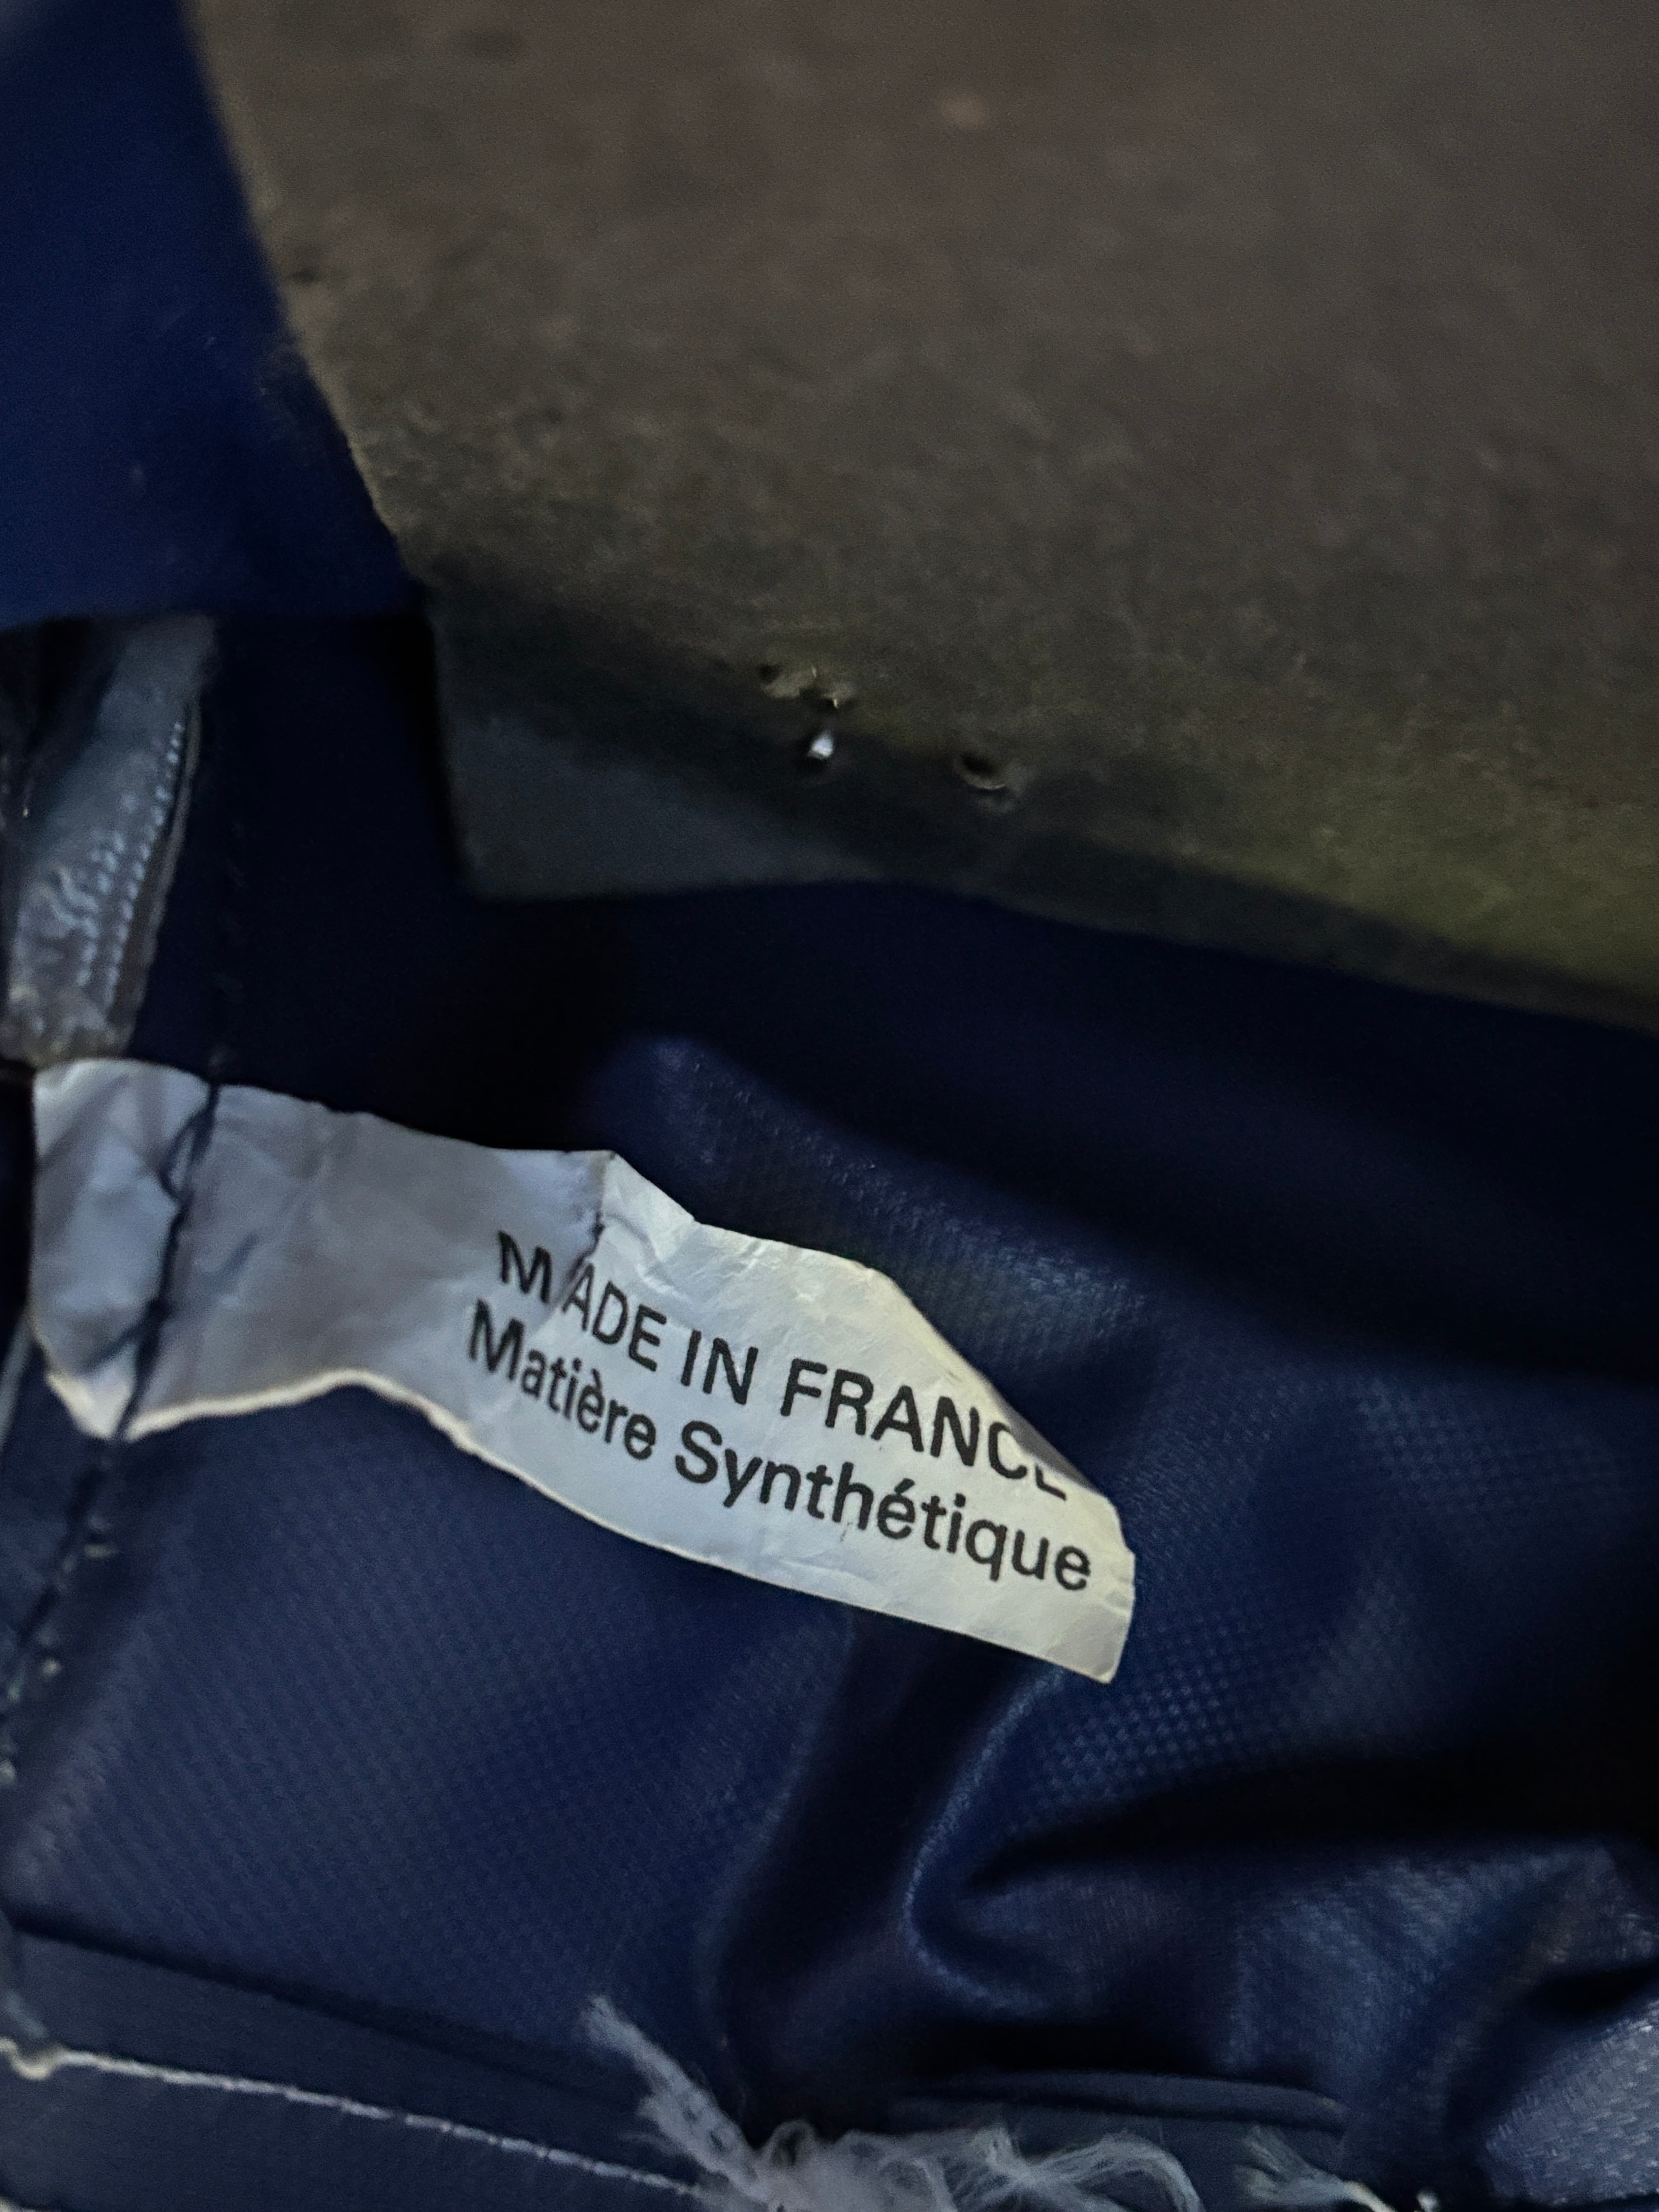 MADE IN FRANCE
Matière Synthétique